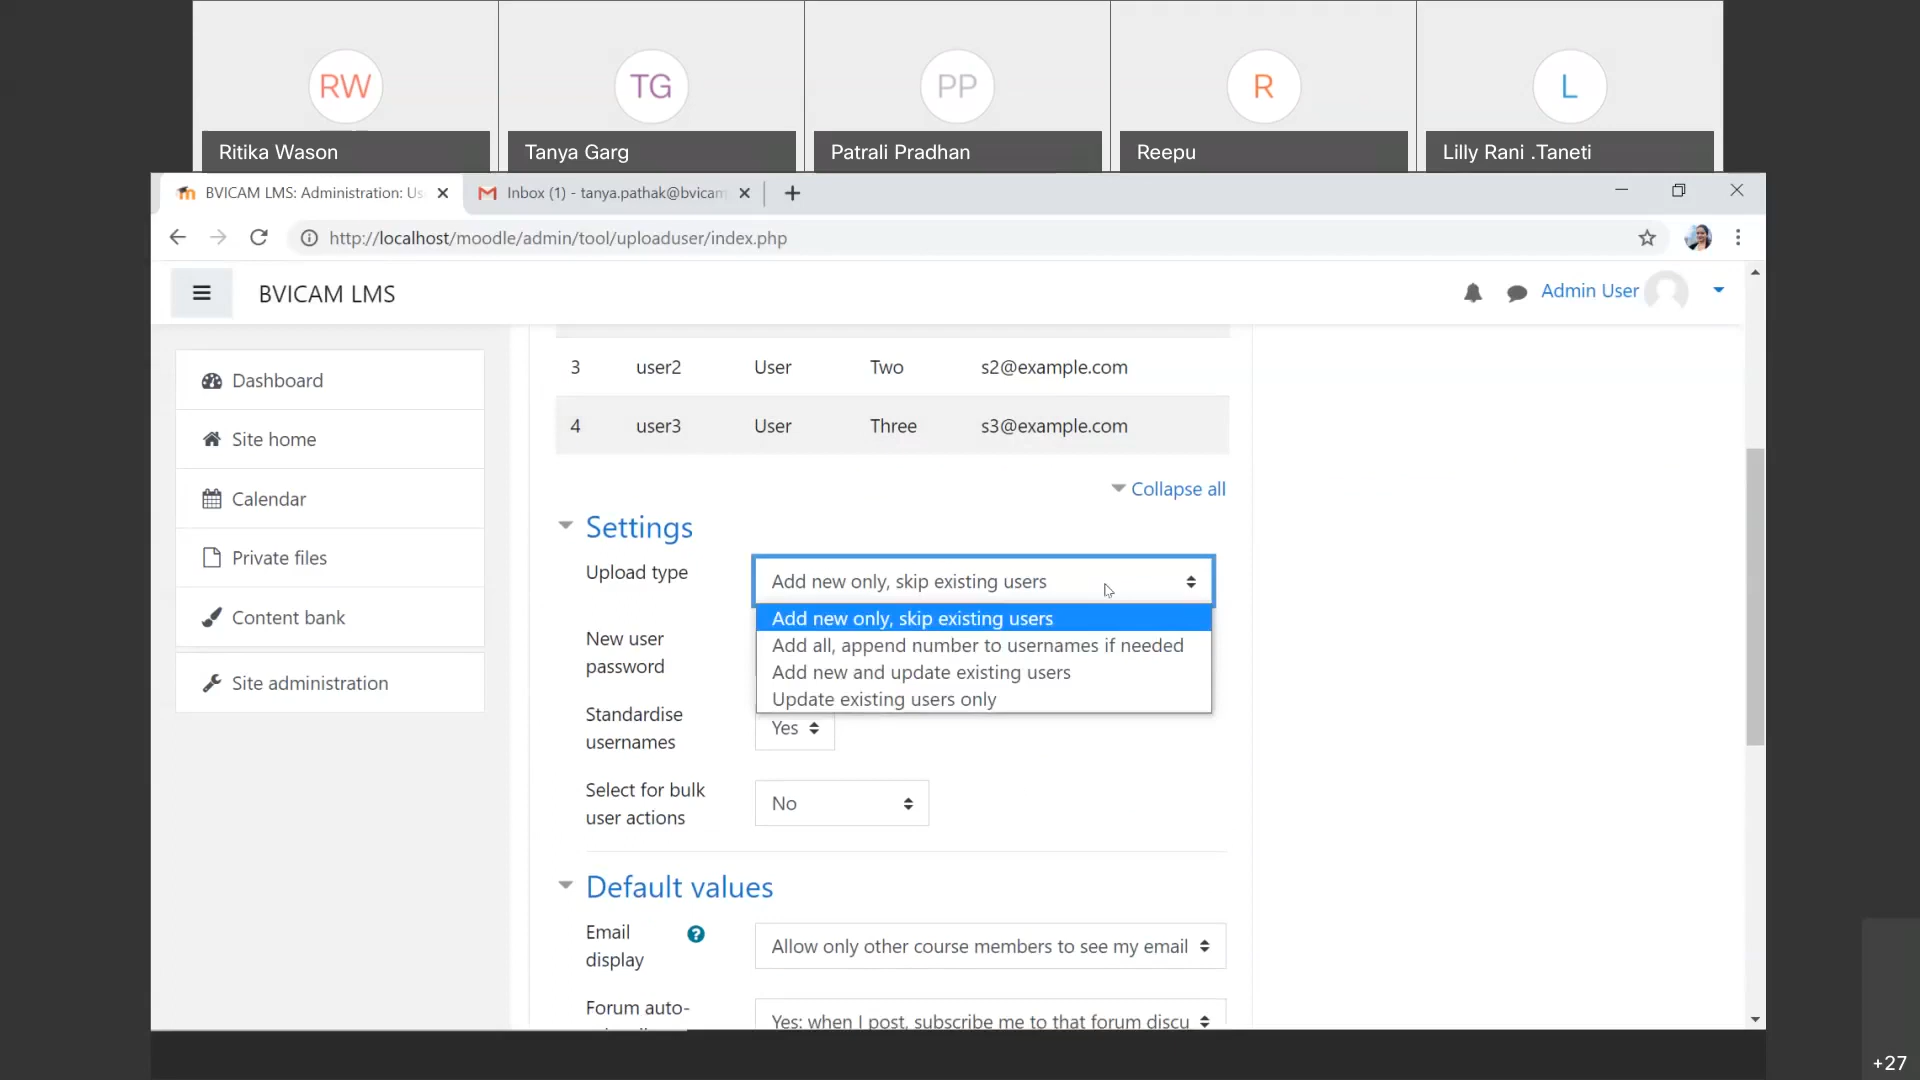 RW
TG
PP
R
L
Ritika Wason
Tanya Garg
Patrali Pradhan
Reepu
Lilly Rani .Taneti
BVICAM LMS: Administration: Us
Inbox (1) - tanya.pathak@bvicam
http://localhost/moodle/admin/tool/uploaduser/index.php
BVICAM LMS
Admin User
Dashboard
Site home
Calendar
Private files
Content bank
Site administration
3 user2 User Two s2@example.com
4 user3 User Three s3@example.com
Collapse all
Settings
Upload type
Add new only, skip existing users
Add new only, skip existing users
Add all, append number to usernames if needed
Add new and update existing users
Update existing users only
New user
password
Standardise
usernames
Yes
Select for bulk
user actions
No
Default values
Email
display
?
Allow only other course members to see my email
Forum auto-
Yes: when I post, subscribe me to that forum discu
+27